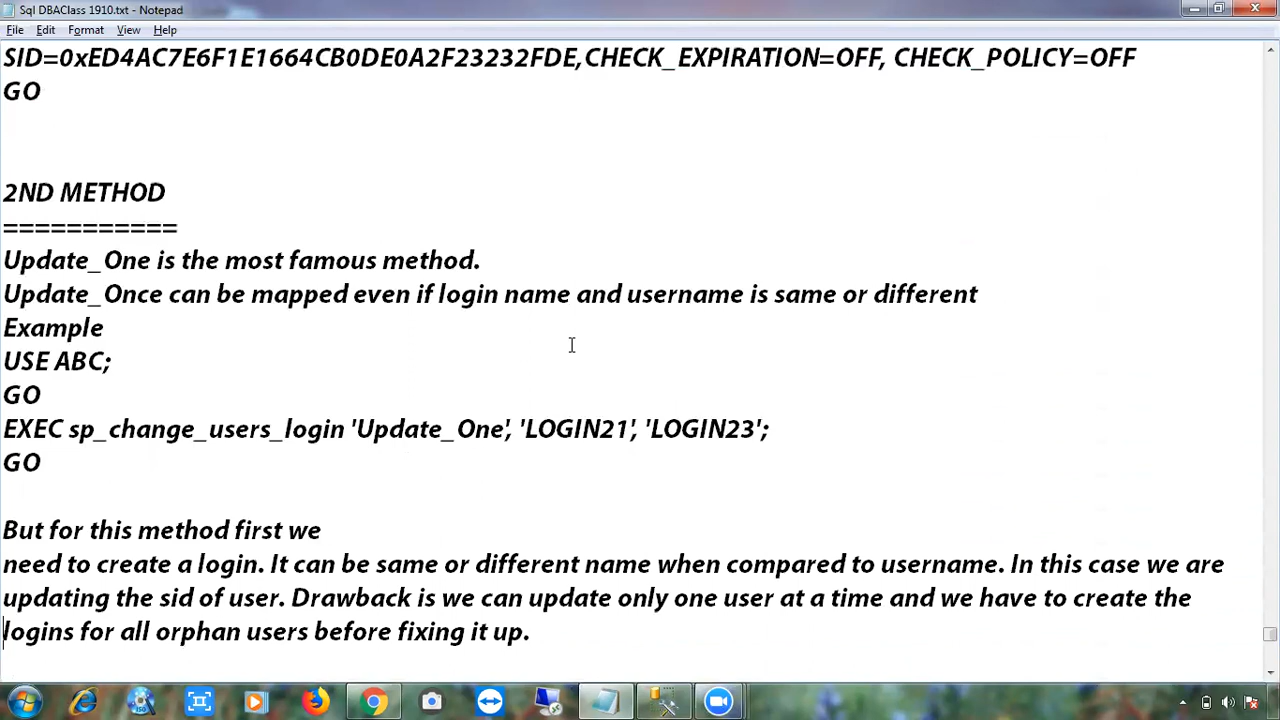 Sql DBAClass 1910.txt - Notepad
File Edit Format View Help
SID=0xED4AC7E6F1E1664CB0DE0A2F23232FDE,CHECK_EXPIRATION=OFF, CHECK_POLICY=OFF
GO
2ND METHOD
===========
Update_One is the most famous method.
Update_Once can be mapped even if login name and username is same or different
Example
USE ABC;
GO
EXEC sp_change_users_login 'Update_One', 'LOGIN21', 'LOGIN23';
GO
But for this method first we
need to create a login. It can be same or different name when compared to username. In this case we are
updating the sid of user. Drawback is we can update only one user at a time and we have to create the
logins for all orphan users before fixing it up.